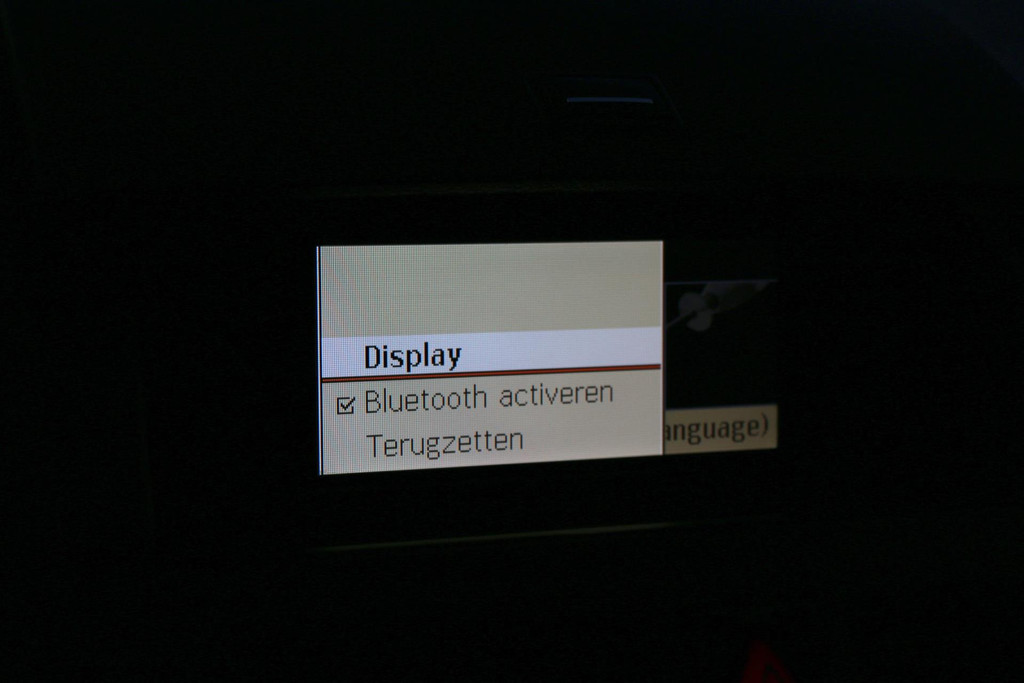 Display
Bluetooth activeren
Terugzetten
anguage)